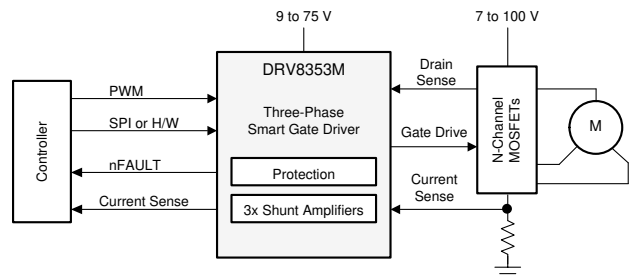 9 to 75 V
7 to 100 V
DRV8353M
Three-Phase
Smart Gate Driver
Protection
3x Shunt Amplifiers
Controller
PWM
SPI or H/W
nFAULT
Current Sense
Drain
Sense
Gate Drive
Current
Sense
N-Channel
MOSFETs
M